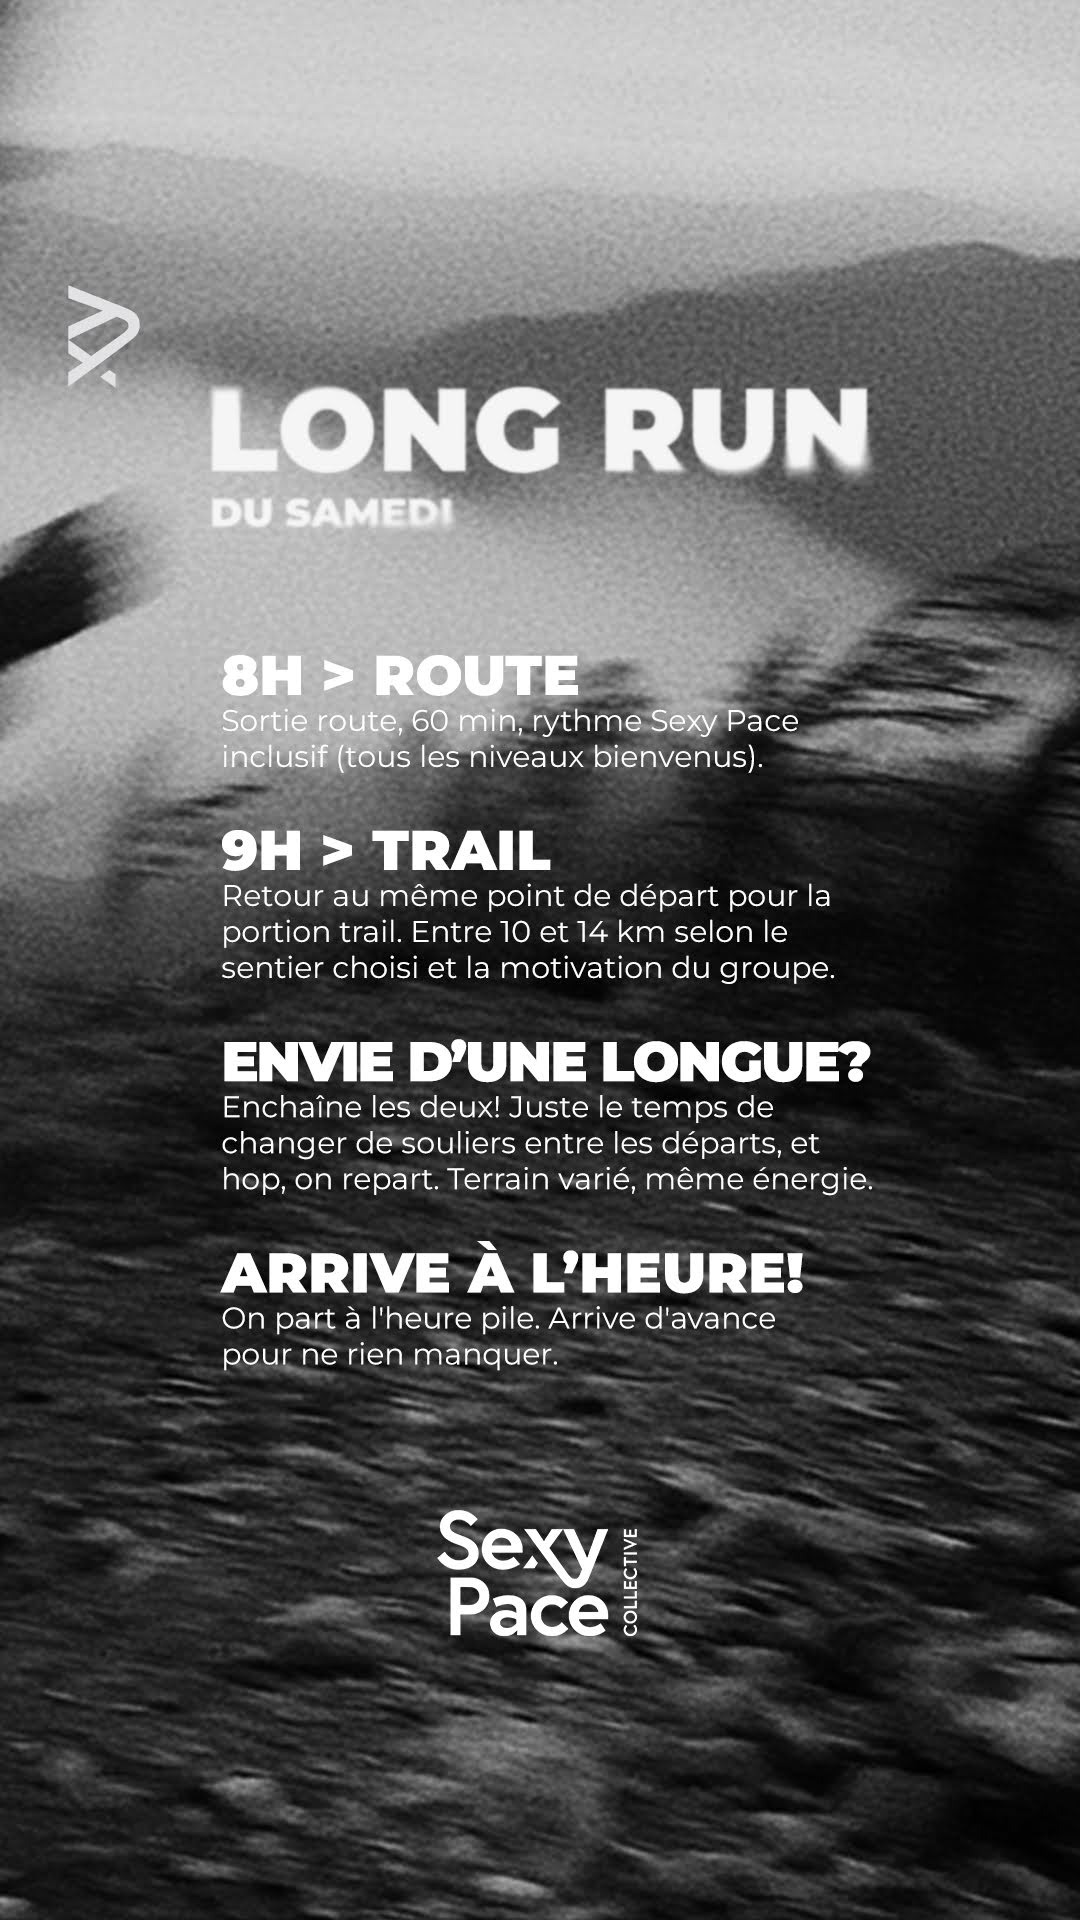 LONG RUN
DU SAMEDI
8H > ROUTE
Sortie route, 60 min, rythme Sexy Pace
inclusif (tous les niveaux bienvenus).
9H > TRAIL
Retour au même point de départ pour la
portion trail. Entre 10 et 14 km selon le
sentier choisi et la motivation du groupe.
ENVIE D’UNE LONGUE?
Enchaîne les deux! Juste le temps de
changer de souliers entre les départs, et
hop, on repart. Terrain varié, même énergie.
ARRIVE À L’HEURE!
On part à l'heure pile. Arrive d'avance
pour ne rien manquer.
Sexy
Pace
COLLECTIVE